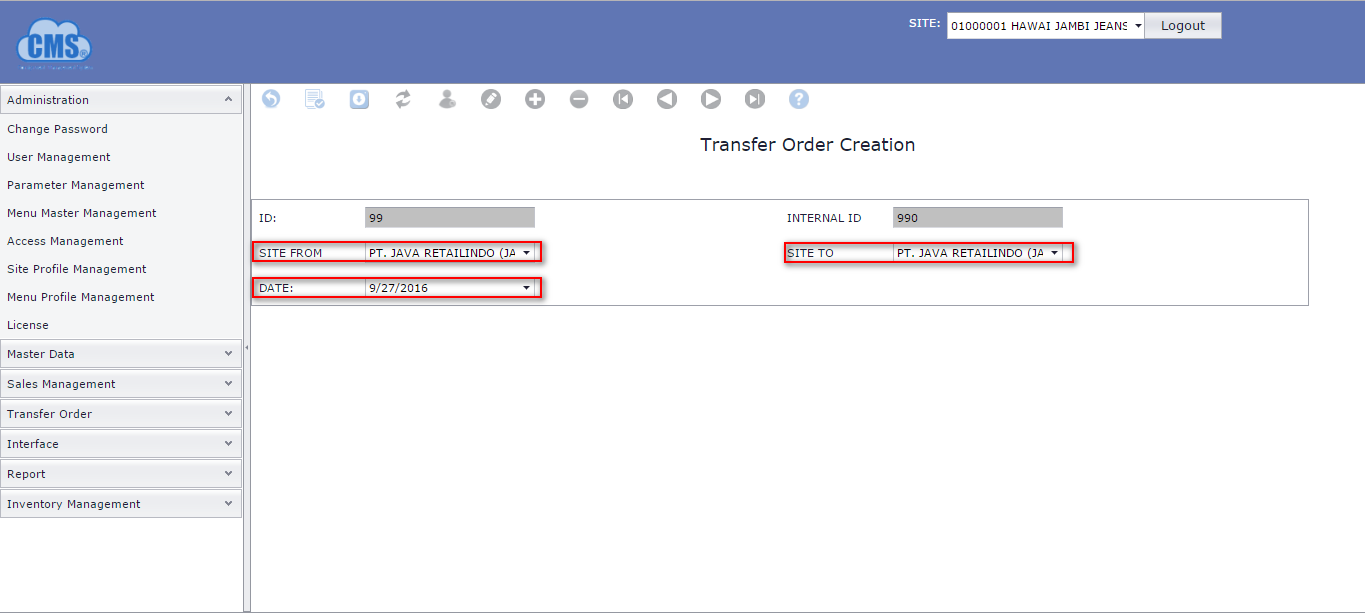 SITE: 01000001 HAWAI JAMBI JEANS Logout
CMS®
Administration
Change Password
User Management
Parameter Management
Menu Master Management
Access Management
Site Profile Management
Menu Profile Management
License
Master Data
Sales Management
Transfer Order
Interface
Report
Inventory Management
?
Transfer Order Creation
ID: 99 INTERNAL ID 990
SITE FROM PT. JAVA RETAILINDO (JA SITE TO PT. JAVA RETAILINDO (JA
DATE: 9/27/2016